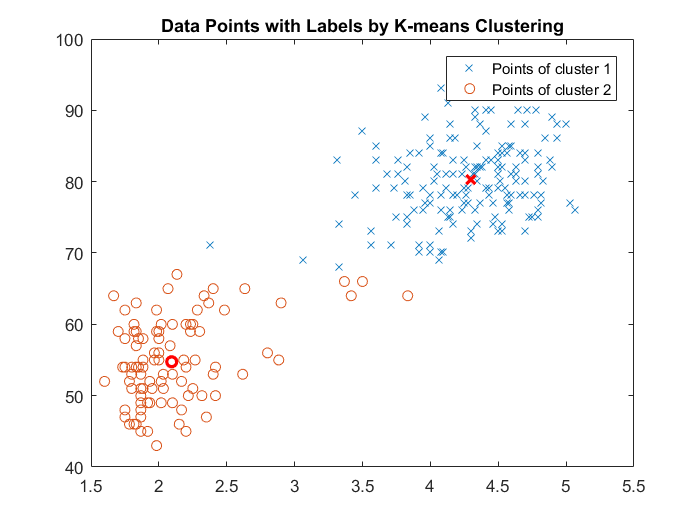 Data Points with Labels by K-means Clustering
100
90
80
70
60
50
40
1.5 2 2.5 3 3.5 4 4.5 5 5.5
Points of cluster 1
Points of cluster 2